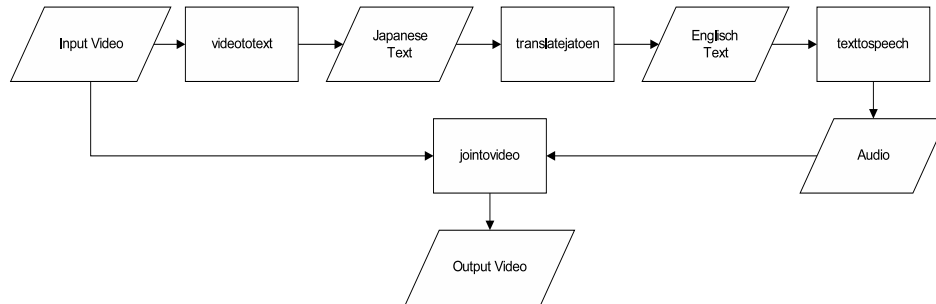 Input Video
videototext
Japanese
Text
translatejatoen
Englisch
Text
texttospeech
jointovideo
Audio
Output Video